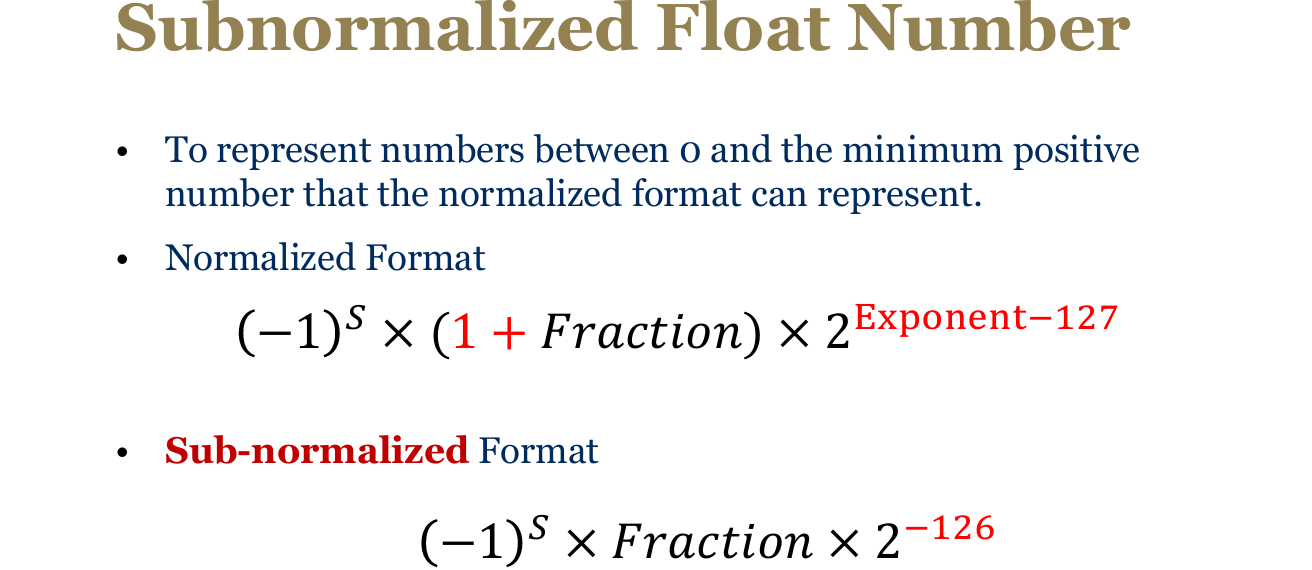 Subnormalized Float Number
• To represent numbers between 0 and the minimum positive
number that the normalized format can represent.
• Normalized Format
(−1)^S × (1 + Fraction) × 2^{Exponent−127}
• Sub-normalized Format
(−1)^S × Fraction × 2^{−126}